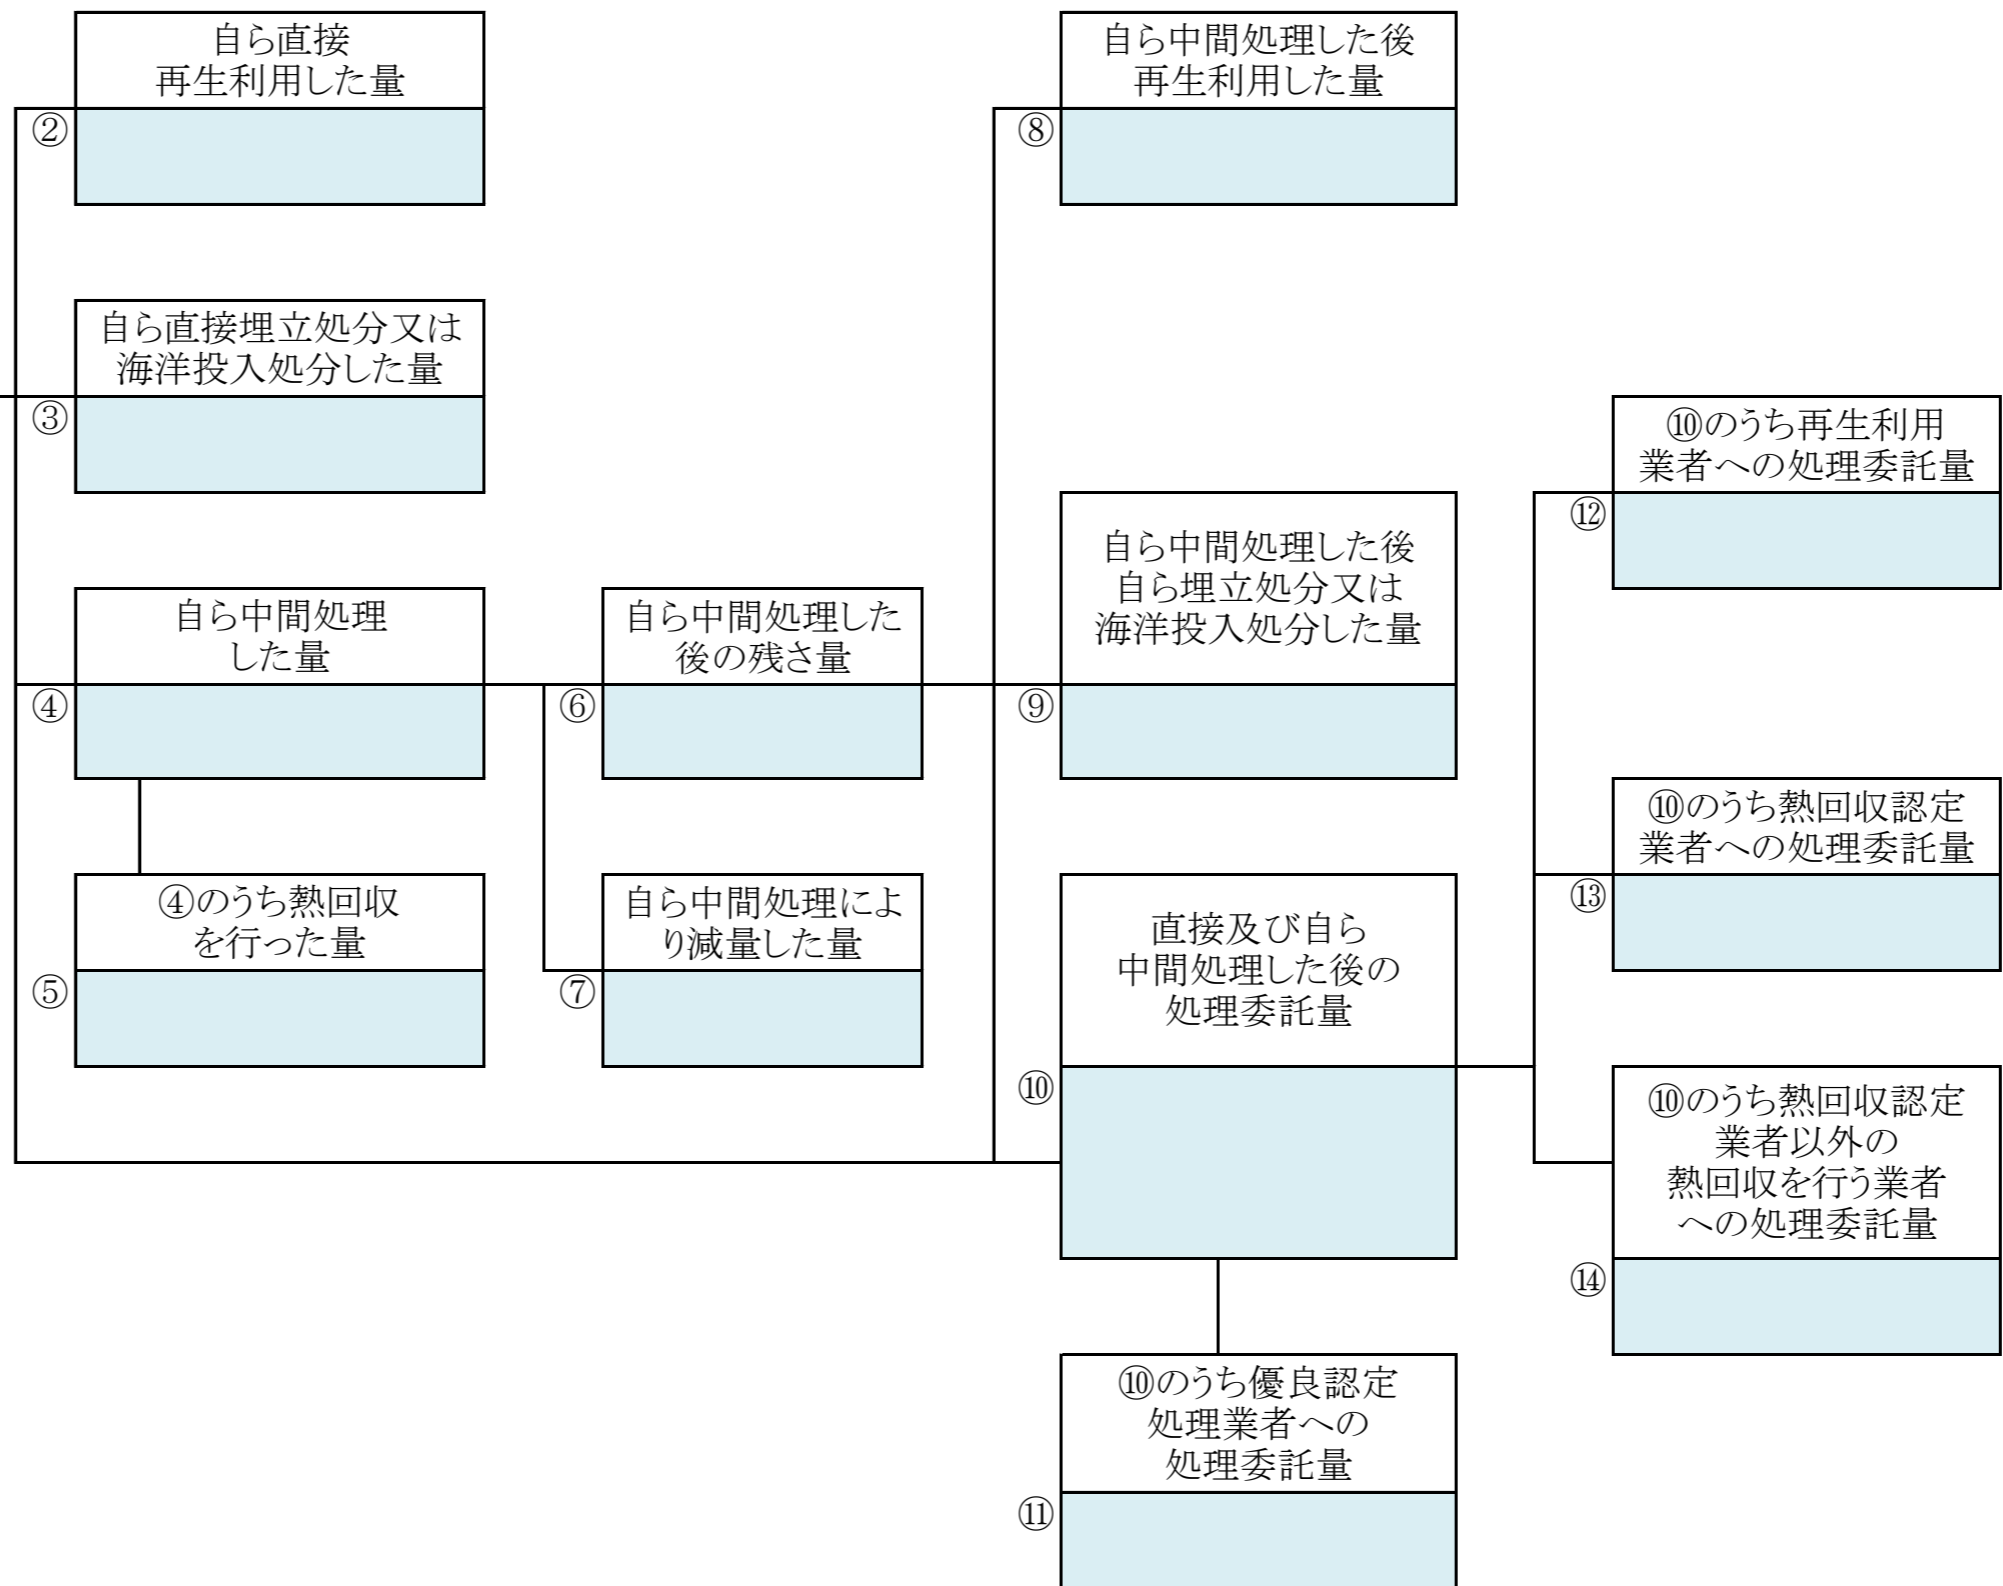 自ら直接
再生利用した量
②
自ら直接埋立処分又は
海洋投入処分した量
③
自ら中間処理
した量
④
④のうち熱回収
を行った量
⑤
自ら中間処理した
後の残さ量
⑥
自ら中間処理によ
り減量した量
⑦
自ら中間処理した後
再生利用した量
⑧
自ら中間処理した後
自ら埋立処分又は
海洋投入処分した量
⑨
直接及び自ら
中間処理した後の
処理委託量
⑩
⑩のうち優良認定
処理業者への
処理委託量
⑪
⑩のうち再生利用
業者への処理委託量
⑫
⑩のうち熱回収認定
業者への処理委託量
⑬
⑩のうち熱回収認定
業者以外の
熱回収を行う業者
への処理委託量
⑭